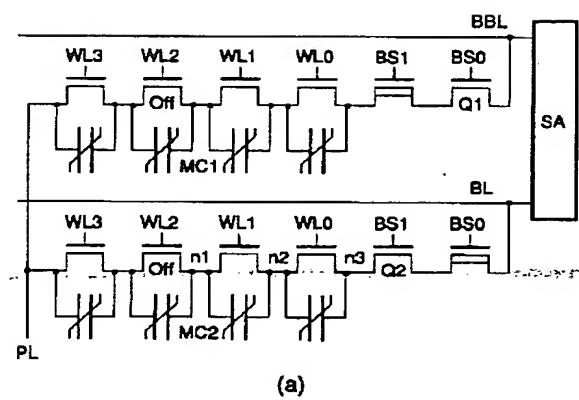 BBL
WL3 WL2 WL1 WL0 BS1 BS0
Off Q1
SA
MC1
BL
WL3 WL2 WL1 WL0 BS1 BS0
Off n1 n2 n3 Q2
MC2
PL
(a)